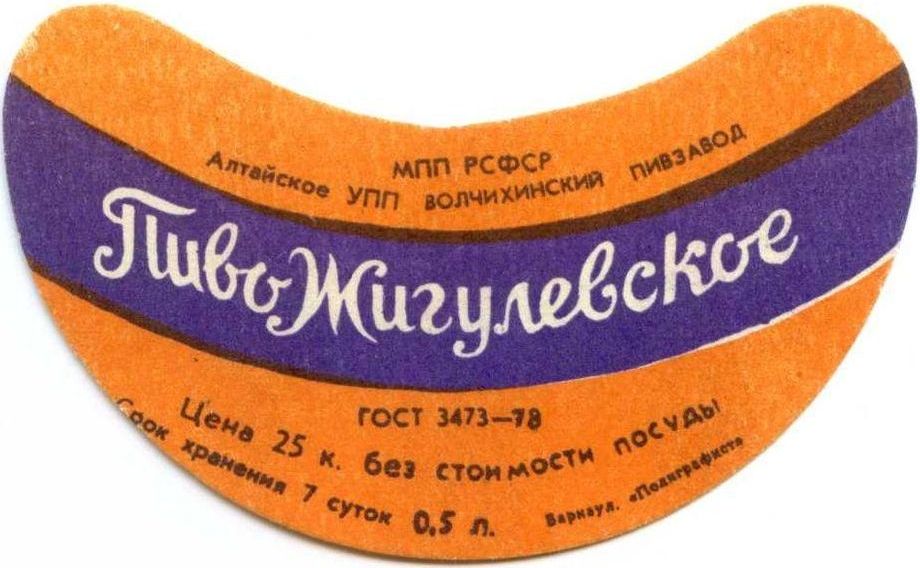 МПП РСФСР
Алтайское УПП ВОЛЧИХИНСКИЙ ПИВЗАВОД
Пиво Жигулевское
ГОСТ 3473—78
Цена 25 к. без стоимости посуды
Срок хранения 7 суток 0,5 л.
Барнаул. «Полиграфист»